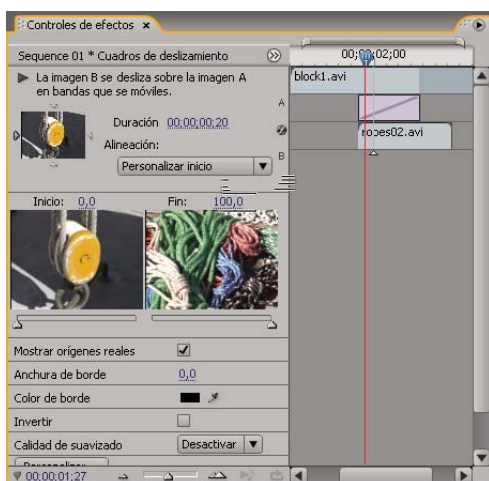 Controles de efectos ×
Sequence 01 * Cuadros de deslizamiento
00;00;02;00
La imagen B se desliza sobre la imagen A
en bandas que se móviles.
block1.avi
A
Duración 00;00;00;20
Alineación:
ropes02.avi
B
Personalizar inicio
Inicio: 0,0 Fin: 100,0
Mostrar orígenes reales
Anchura de borde 0,0
Color de borde
Invertir
Calidad de suavizado Desactivar
Personalizar...
00;00;01;27